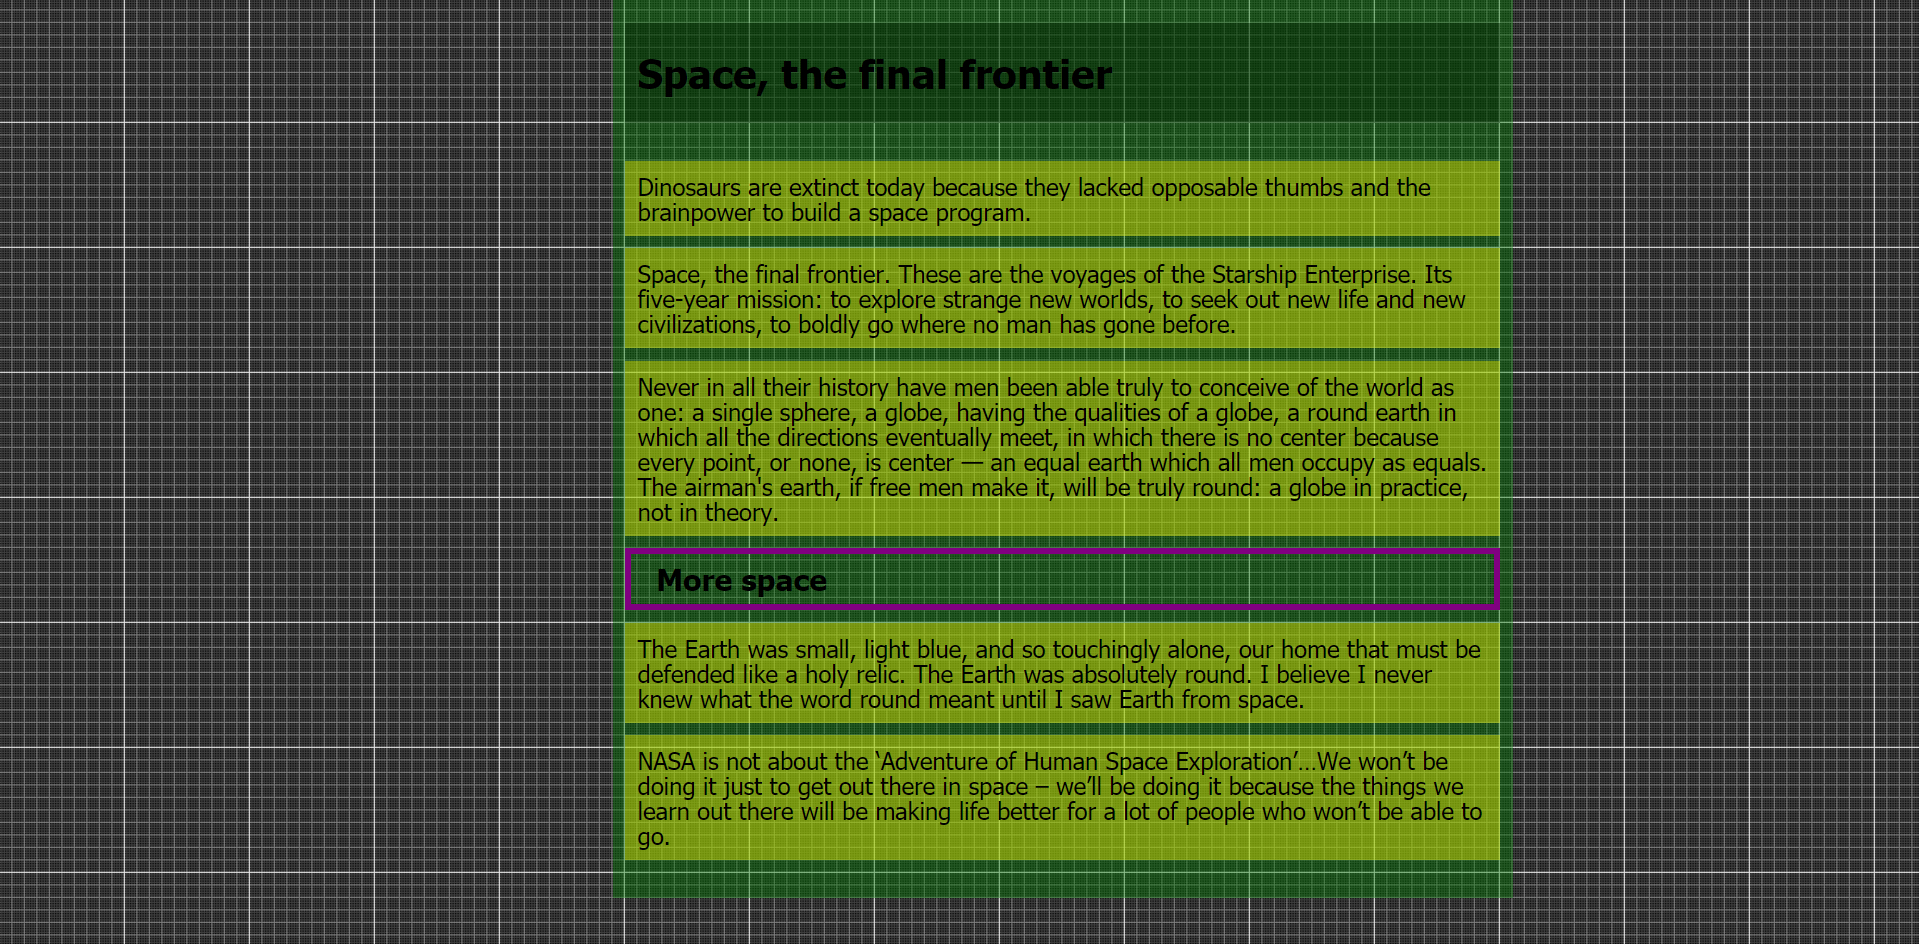 Space, the final frontier
Dinosaurs are extinct today because they lacked opposable thumbs and the
brainpower to build a space program.
Space, the final frontier. These are the voyages of the Starship Enterprise. Its
five-year mission: to explore strange new worlds, to seek out new life and new
civilizations, to boldly go where no man has gone before.
Never in all their history have men been able truly to conceive of the world as
one: a single sphere, a globe, having the qualities of a globe, a round earth in
which all the directions eventually meet, in which there is no center because
every point, or none, is center — an equal earth which all men occupy as equals.
The airman's earth, if free men make it, will be truly round: a globe in practice,
not in theory.
More space
The Earth was small, light blue, and so touchingly alone, our home that must be
defended like a holy relic. The Earth was absolutely round. I believe I never
knew what the word round meant until I saw Earth from space.
NASA is not about the ‘Adventure of Human Space Exploration’…We won’t be
doing it just to get out there in space – we’ll be doing it because the things we
learn out there will be making life better for a lot of people who won’t be able to
go.